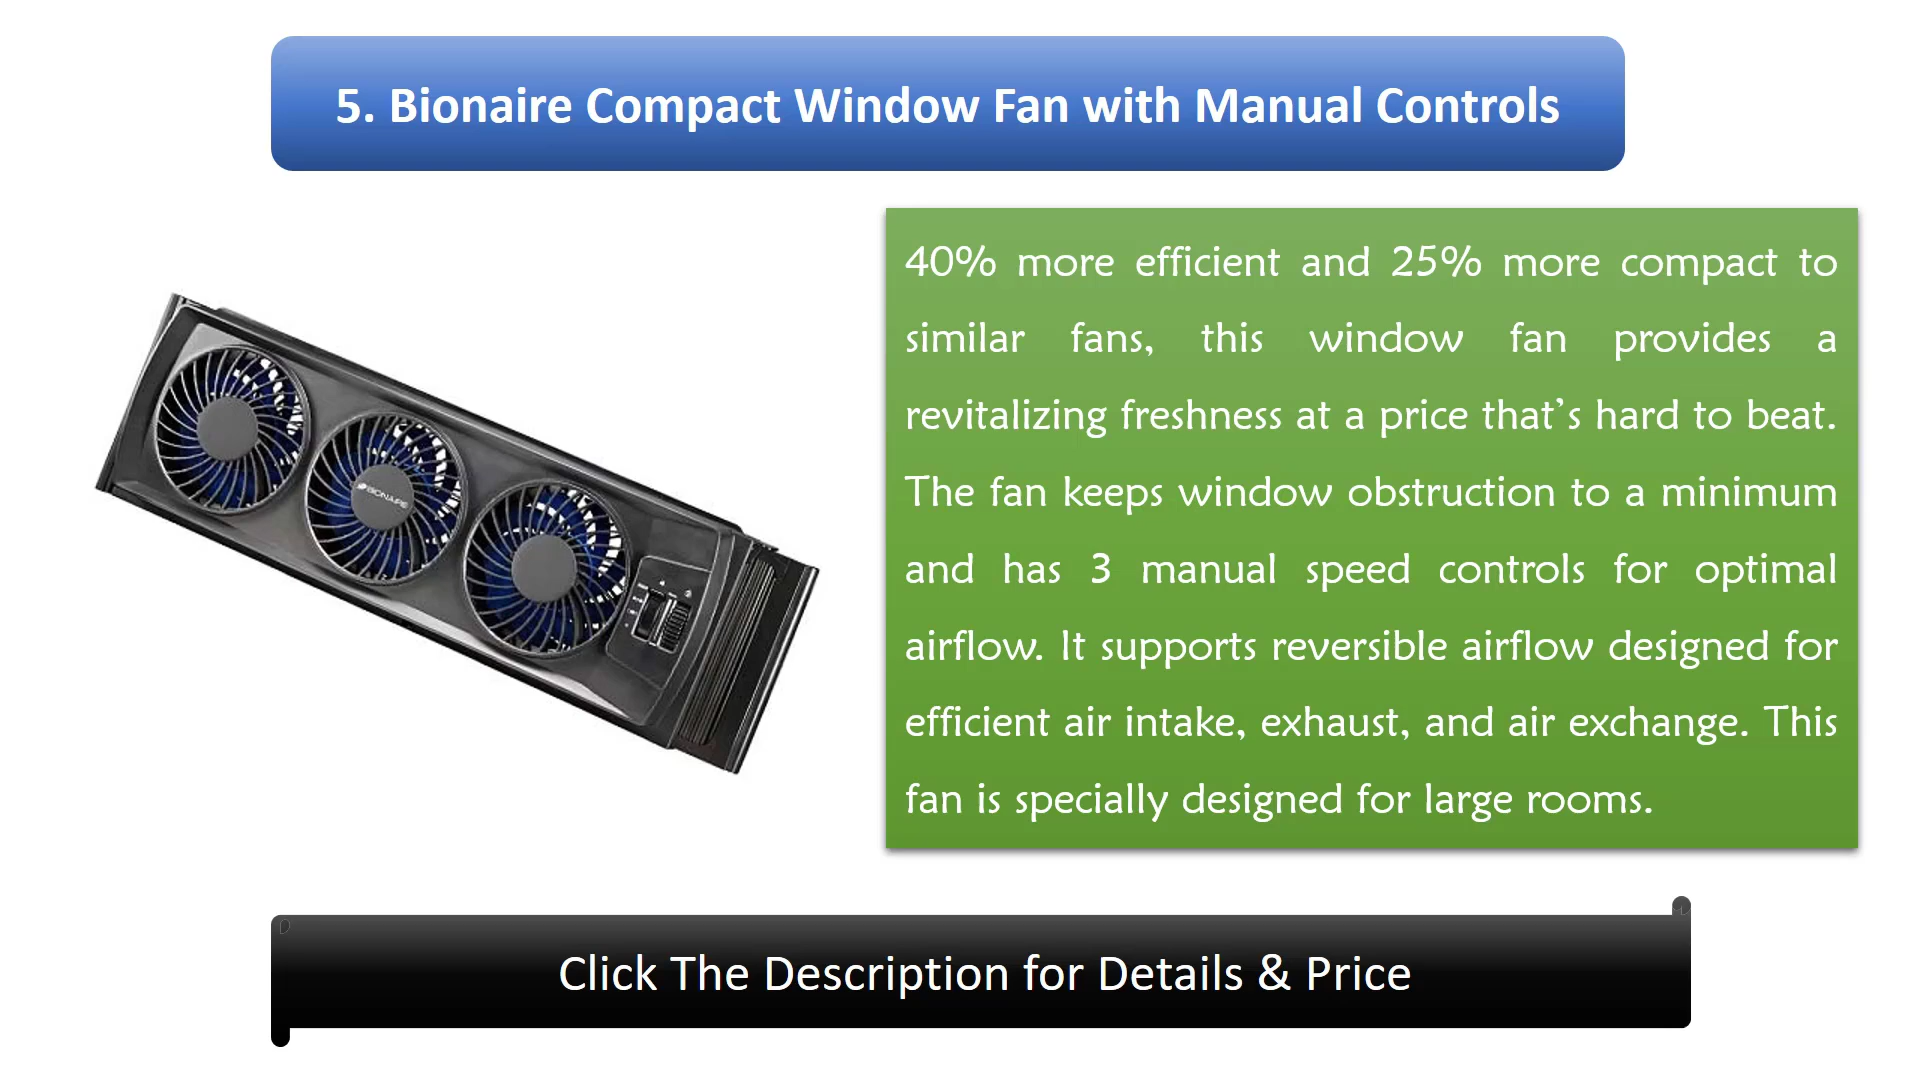 5. Bionaire Compact Window Fan with Manual Controls
40% more efficient and 25% more compact to
similar fans, this window fan provides a
revitalizing freshness at a price that’s hard to beat.
The fan keeps window obstruction to a minimum
and has 3 manual speed controls for optimal
airflow. It supports reversible airflow designed for
efficient air intake, exhaust, and air exchange. This
fan is specially designed for large rooms.
BIONAIRE
Click The Description for Details & Price